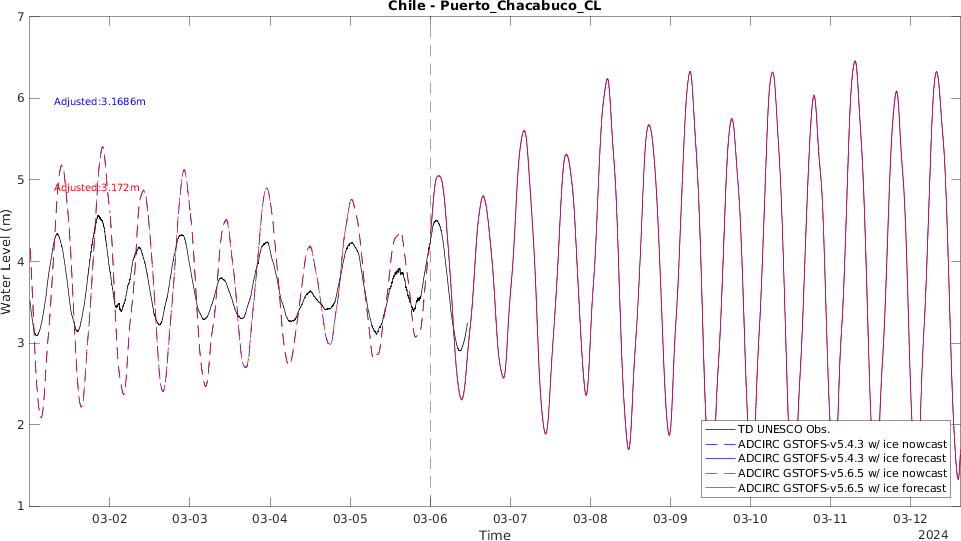 Chile - Puerto_Chacabuco_CL
7
6
5
4
3
2
1
Water Level (m)
Adjusted:3.1686m
Adjusted:3.172m
TD UNESCO Obs.
ADCIRC GSTOFS-v5.4.3 w/ ice nowcast
ADCIRC GSTOFS-v5.4.3 w/ ice forecast
ADCIRC GSTOFS-v5.6.5 w/ ice nowcast
ADCIRC GSTOFS-v5.6.5 w/ ice forecast
03-02 03-03 03-04 03-05 03-06 03-07 03-08 03-09 03-10 03-11 03-12
Time
2024